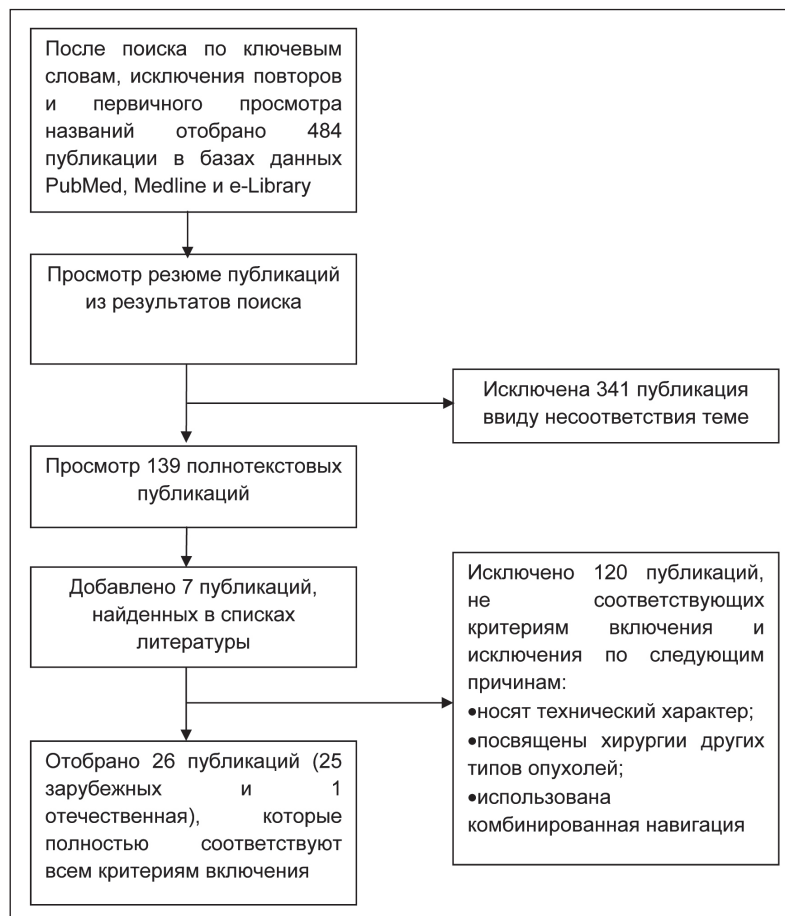 После поиска по ключевым
словам, исключения повторов
и первичного просмотра
названий отобрано 484
публикации в базах данных
PubMed, Medline и e-Library
Просмотр резюме публикаций
из результатов поиска
Исключена 341 публикация
ввиду несоответствия теме
Просмотр 139 полнотекстовых
публикаций
Добавлено 7 публикаций,
найденных в списках
литературы
Исключено 120 публикаций,
не соответствующих
критериям включения и
исключения по следующим
причинам:
•носят технический характер;
•посвящены хирургии других
типов опухолей;
•использована
комбинированная навигация
Отобрано 26 публикаций (25
зарубежных и 1
отечественная), которые
полностью соответствуют
всем критериям включения